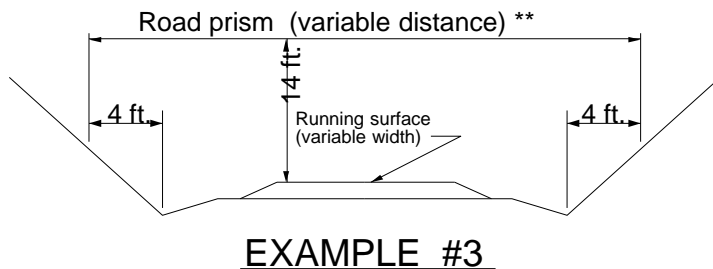 Road prism (variable distance) **
14 ft.
4 ft.
4 ft.
Running surface
(variable width)
EXAMPLE #3